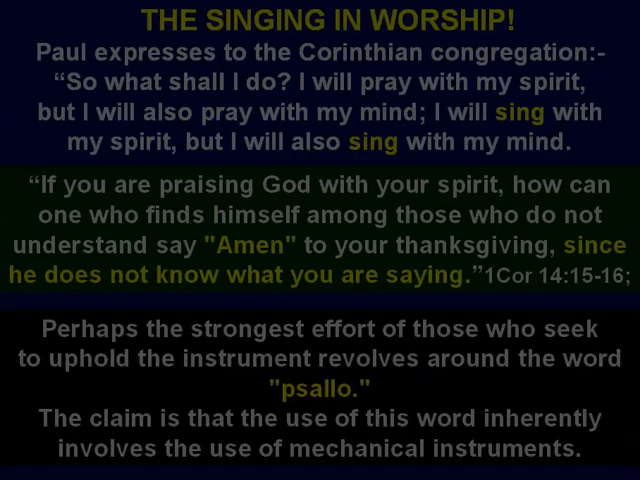 THE SINGING IN WORSHIP!
Paul expresses to the Corinthian congregation:-
“So what shall I do? I will pray with my spirit,
but I will also pray with my mind; I will sing with
my spirit, but I will also sing with my mind.
“If you are praising God with your spirit, how can
one who finds himself among those who do not
understand say "Amen" to your thanksgiving, since
he does not know what you are saying.”1Cor 14:15-16;
Perhaps the strongest effort of those who seek
to uphold the instrument revolves around the word
"psallo."
The claim is that the use of this word inherently
involves the use of mechanical instruments.